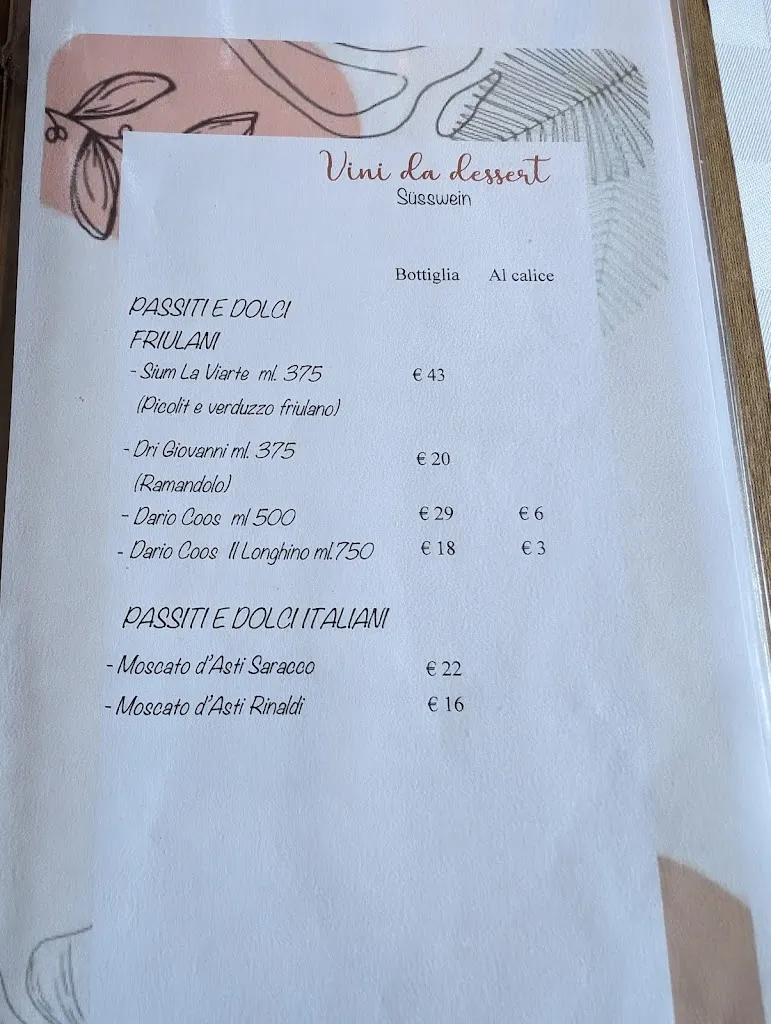 Vini da dessert
Süsswein
Bottiglia Al calice
PASSITI E DOLCI
FRIULANI
- Sium La Viarte ml. 375 € 43
(Picolit e verduzzo friulano)
- Dri Giovanni ml. 375 € 20
(Ramandolo)
- Dario Coos ml 500 € 29 € 6
- Dario Coos Il Longhino ml.750 € 18 € 3
PASSITI E DOLCI ITALIANI
- Moscato d'Asti Saracco € 22
- Moscato d'Asti Rinaldi € 16